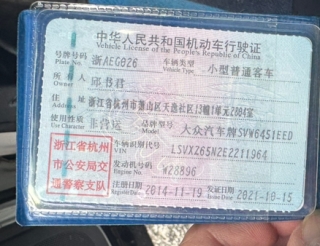 中华人民共和国机动车行驶证
Vehicle License of the People's Republic of China
号牌号码 浙AEG026 车辆类型 小型普通客车
Plate No. Vehicle Type
所有人 邱书君
Owner
住址 浙江省杭州市萧山区
Address
使用性质 非营运 品牌型号 大众汽车牌SVW6451EED
Use Character Model
浙江省杭州
市公安局交
通警察支队
车辆识别代号 LSVXZ65N2E2211964
VIN
发动机号码 W28896
Engine No.
注册日期 2014-11-19 发证日期 2021-10-15
Register Date Issue Date